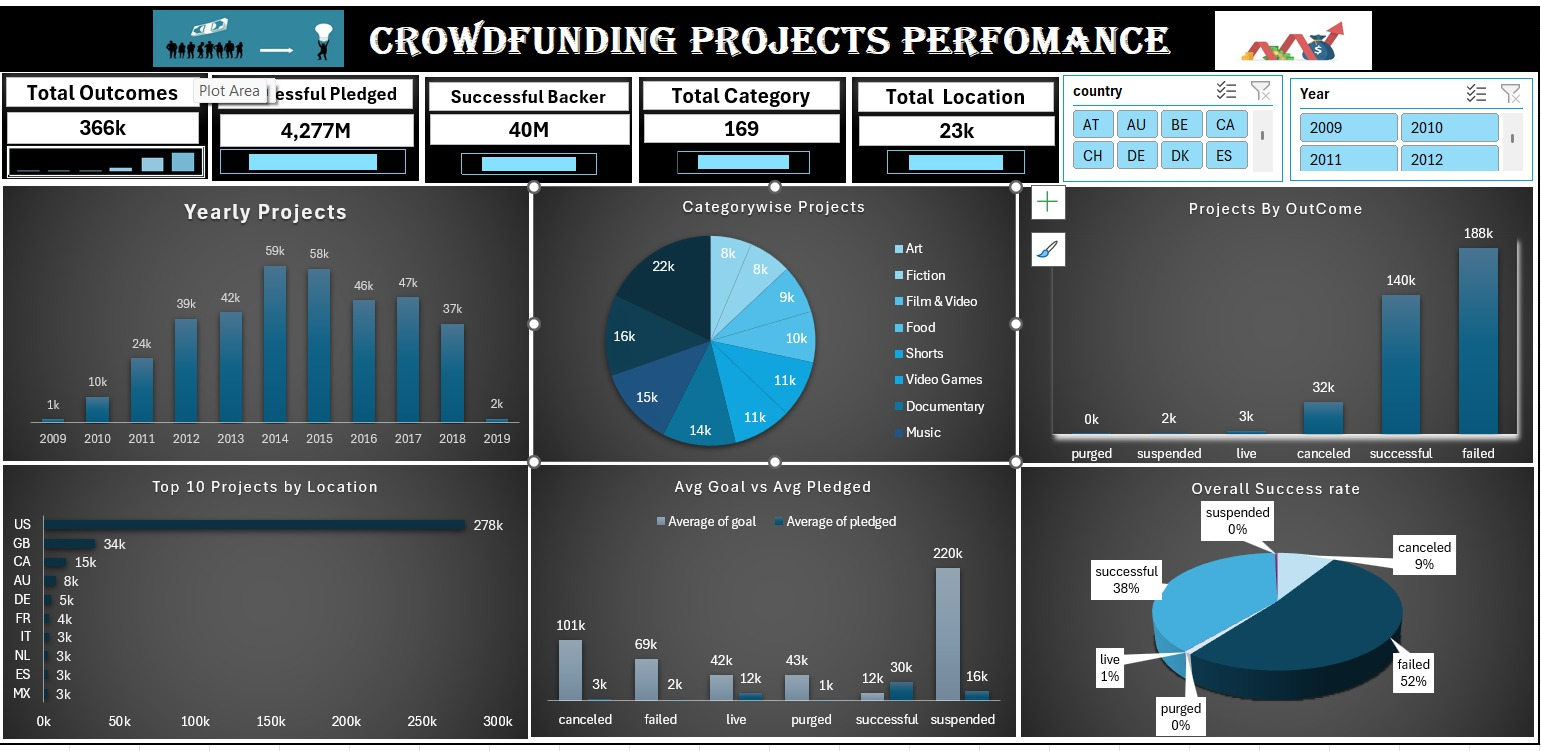 CROWDFUNDING PROJECTS PERFOMANCE
$
Total Outcomes
366k
Plot Area
essful Pledged
4,277M
Successful Backer
40M
Total Category
169
Total Location
23k
country
AT AU BE CA
CH DE DK ES
Year
2009 2010
2011 2012
Yearly Projects
1k
10k
24k
39k
42k
59k
58k
46k
47k
37k
2k
2009 2010 2011 2012 2013 2014 2015 2016 2017 2018 2019
Categorywise Projects
8k
8k
9k
10k
11k
11k
14k
15k
16k
22k
Art
Fiction
Film & Video
Food
Shorts
Video Games
Documentary
Music
Projects By OutCome
0k
2k
3k
32k
140k
188k
purged suspended live canceled successful failed
Top 10 Projects by Location
US 278k
GB 34k
CA 15k
AU 8k
DE 5k
FR 4k
IT 3k
NL 3k
ES 3k
MX 3k
0k 50k 100k 150k 200k 250k 300k
Avg Goal vs Avg Pledged
Average of goal Average of pledged
101k
3k
69k
2k
42k
12k
43k
1k
12k
30k
220k
16k
canceled failed live purged successful suspended
Overall Success rate
suspended
0%
canceled
9%
successful
38%
live
1%
purged
0%
failed
52%